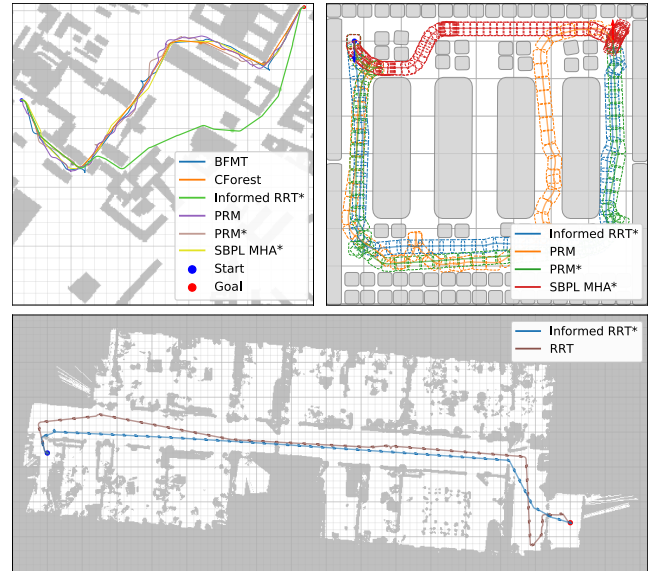 BFMT
CForest
Informed RRT*
PRM
PRM*
SBPL MHA*
Start
Goal
Informed RRT*
PRM
PRM*
SBPL MHA*
Informed RRT*
RRT